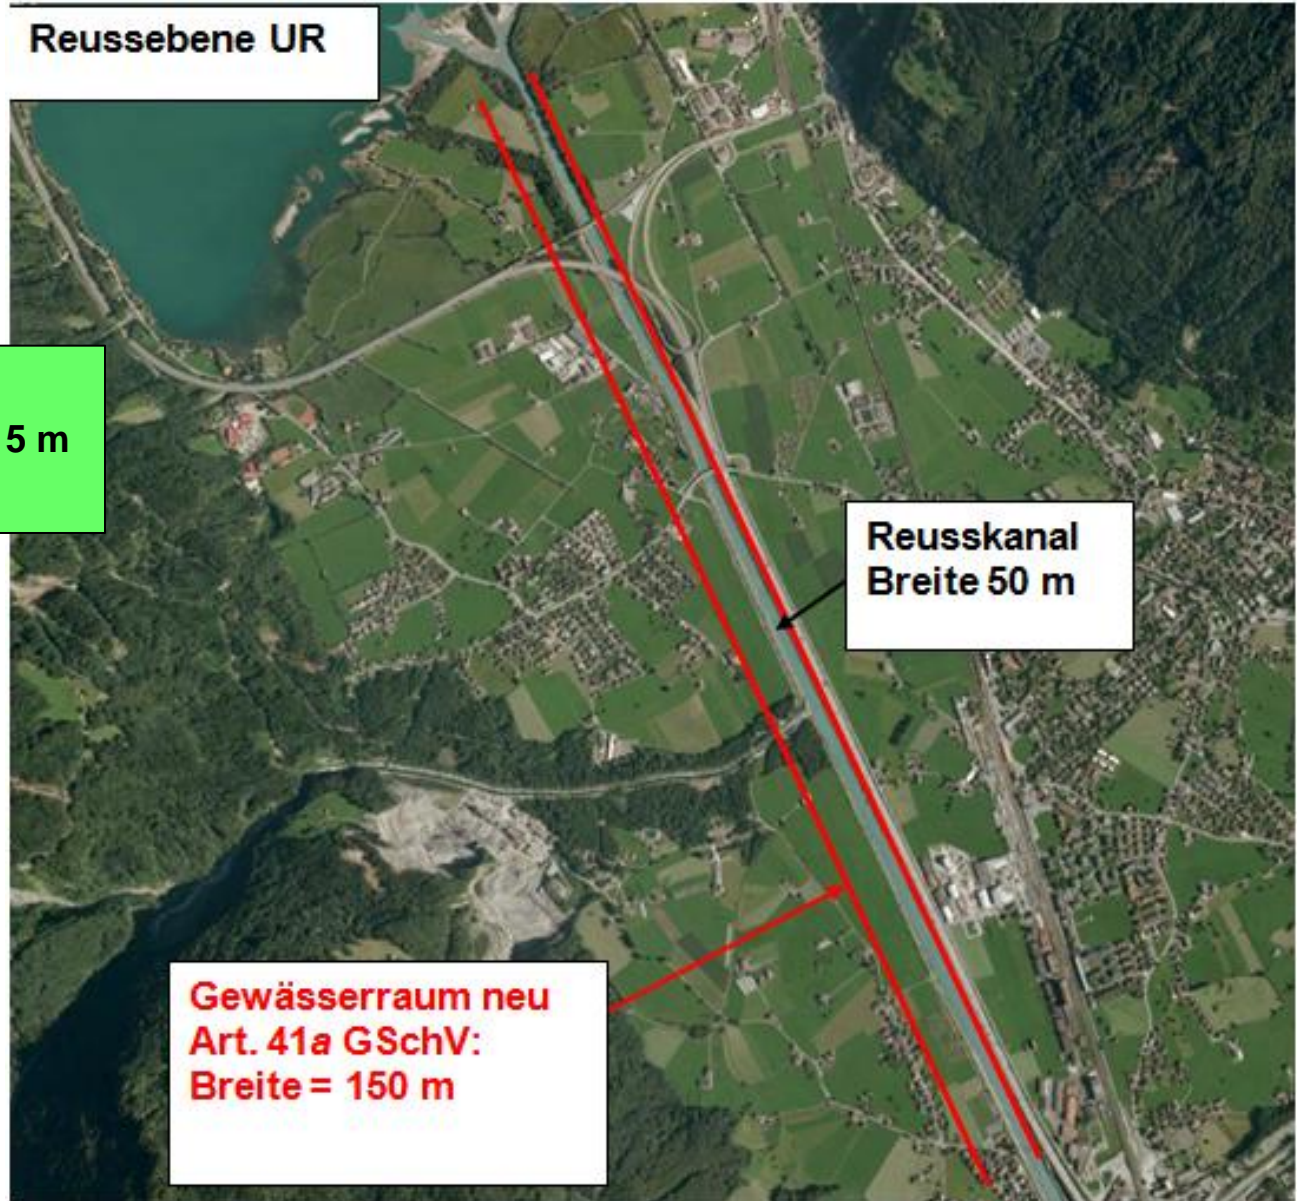 Reussebene UR
5 m
Reusskanal
Breite 50 m
Gewässerraum neu
Art. 41a GSchV:
Breite = 150 m